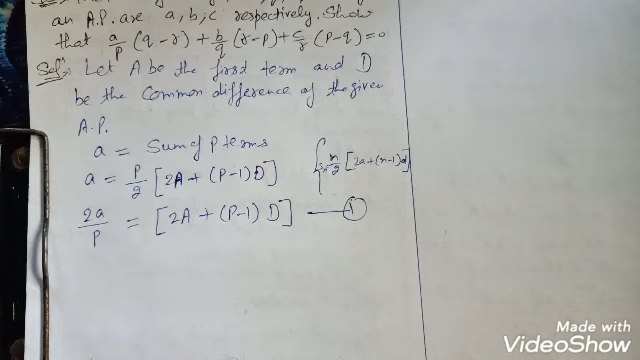 an A.P. are a, b, c respectively. Show
that a/p (q-r) + b/q (r-p) + c/r (p-q) = 0
Sol: Let A be the first term and D
be the Common difference of the given
A.P.
a = Sum of p terms
a = P/2 [2A + (P-1) D] { Sn = n/2 [2a+(n-1)d]
2a/P = [2A + (P-1) D] — 1
Made with
VideoShow